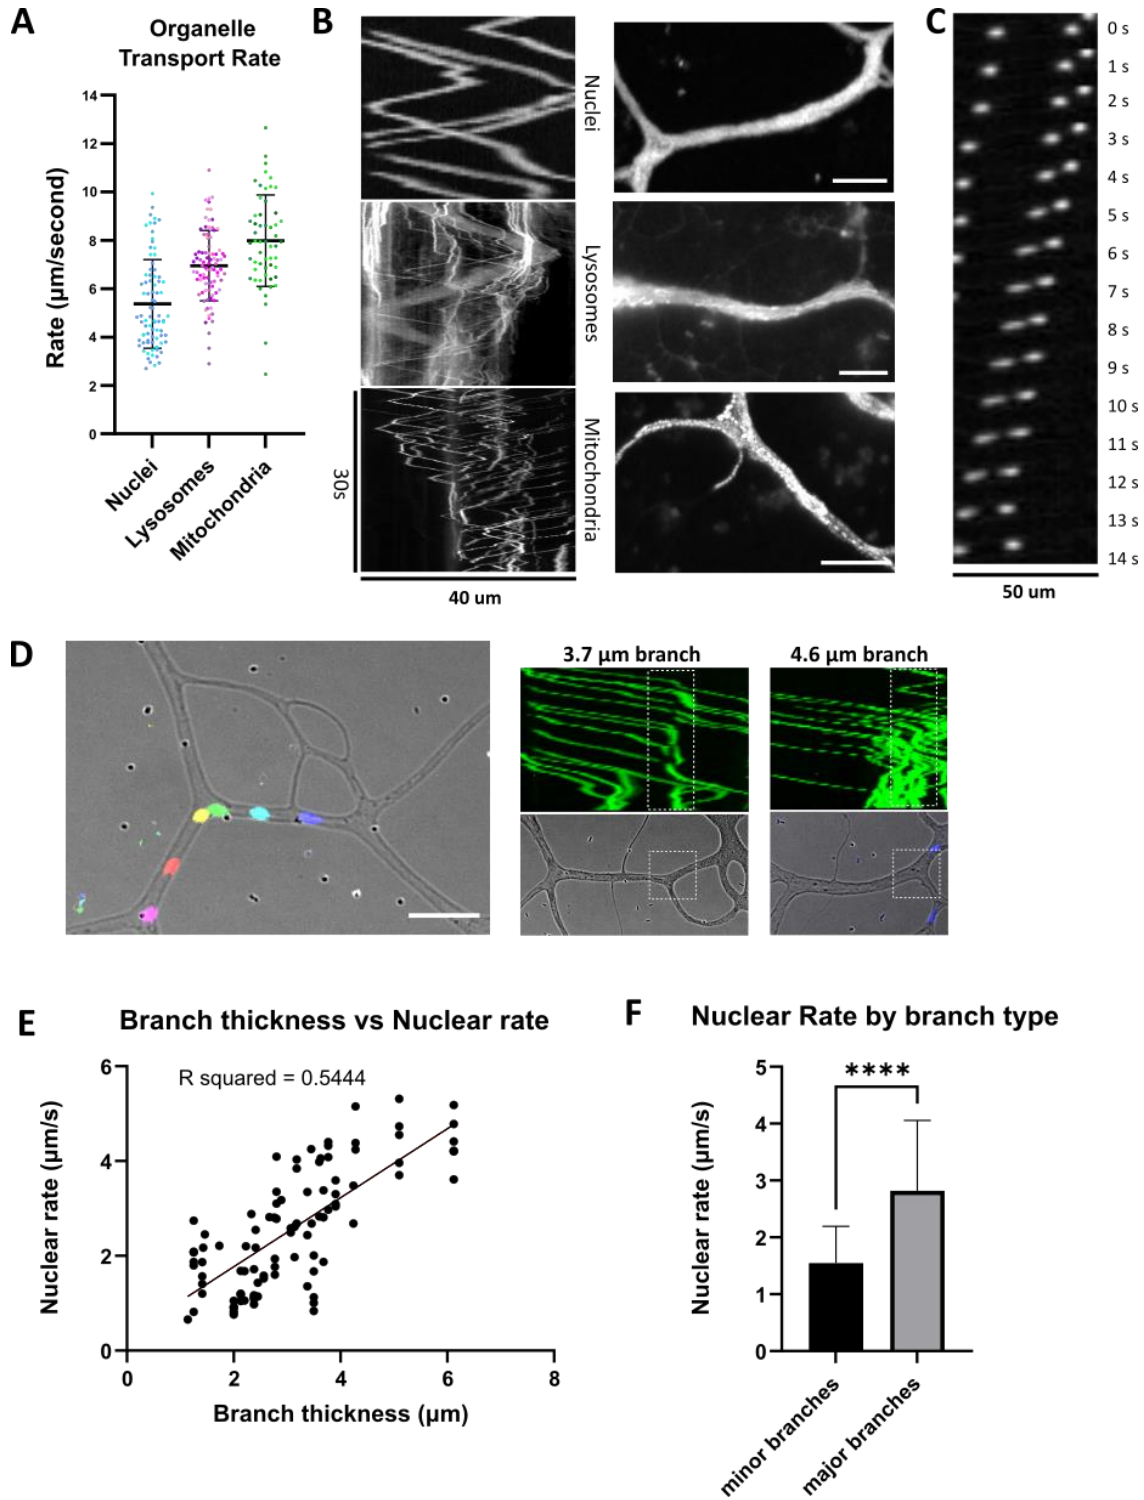 A
Organelle
Transport Rate
Rate (µm/second)
14
12
10
8
6
4
2
0
Nuclei
Lysosomes
Mitochondria
B
Nuclei
Lysosomes
Mitochondria
30s
40 um
C
0 s
1 s
2 s
3 s
4 s
5 s
6 s
7 s
8 s
9 s
10 s
11 s
12 s
13 s
14 s
50 um
D
3.7 µm branch
4.6 µm branch
E
Branch thickness vs Nuclear rate
R squared = 0.5444
Nuclear rate (µm/s)
6
4
2
0
0
2
4
6
8
Branch thickness (µm)
F
Nuclear Rate by branch type
****
Nuclear rate (µm/s)
5
4
3
2
1
0
minor branches
major branches